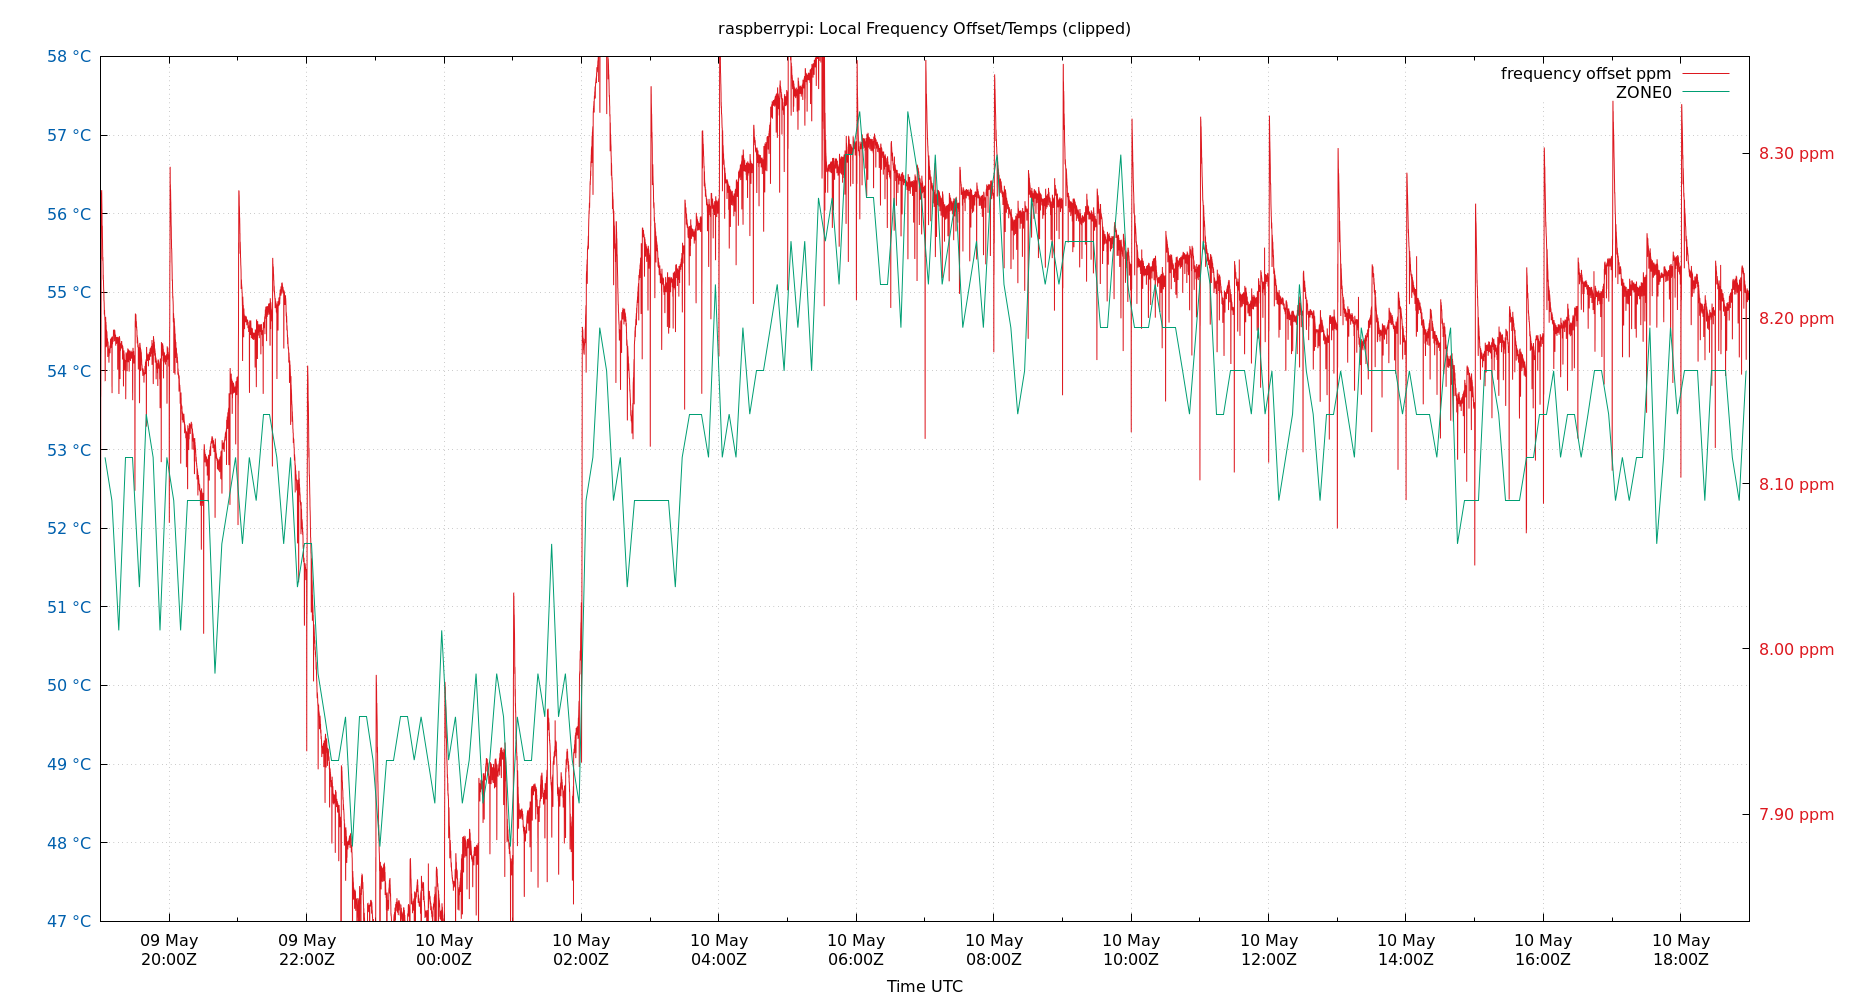 raspberrypi: Local Frequency Offset/Temps (clipped)
58 °C
57 °C
56 °C
55 °C
54 °C
53 °C
52 °C
51 °C
50 °C
49 °C
48 °C
47 °C
frequency offset ppm
ZONE0
8.30 ppm
8.20 ppm
8.10 ppm
8.00 ppm
7.90 ppm
09 May 09 May 10 May 10 May 10 May 10 May 10 May 10 May 10 May 10 May 10 May 10 May
20:00Z 22:00Z 00:00Z 02:00Z 04:00Z 06:00Z 08:00Z 10:00Z 12:00Z 14:00Z 16:00Z 18:00Z
Time UTC